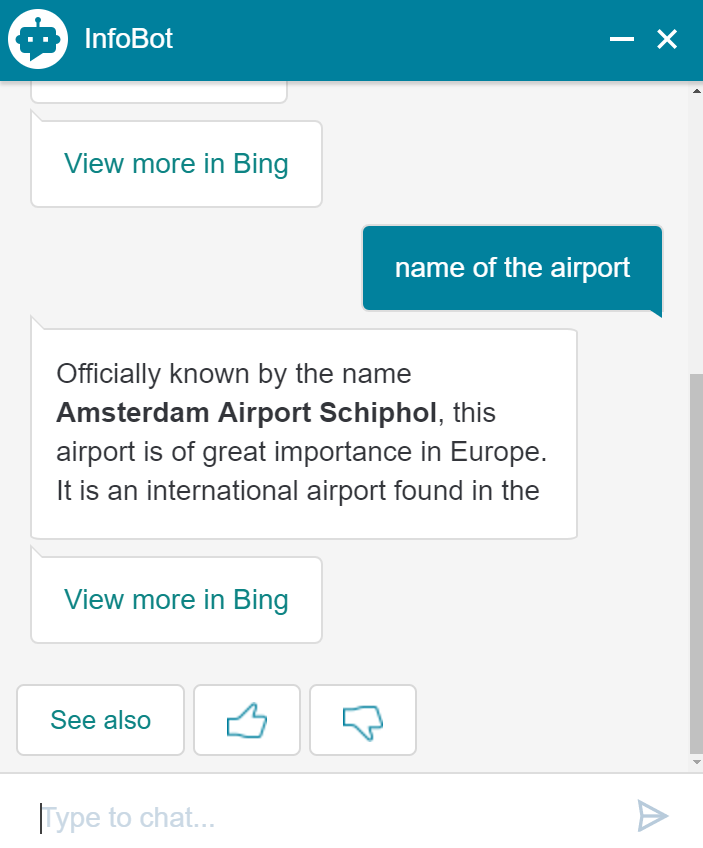 InfoBot
View more in Bing
name of the airport
Officially known by the name
Amsterdam Airport Schiphol, this
airport is of great importance in Europe.
It is an international airport found in the
View more in Bing
See also
Type to chat...